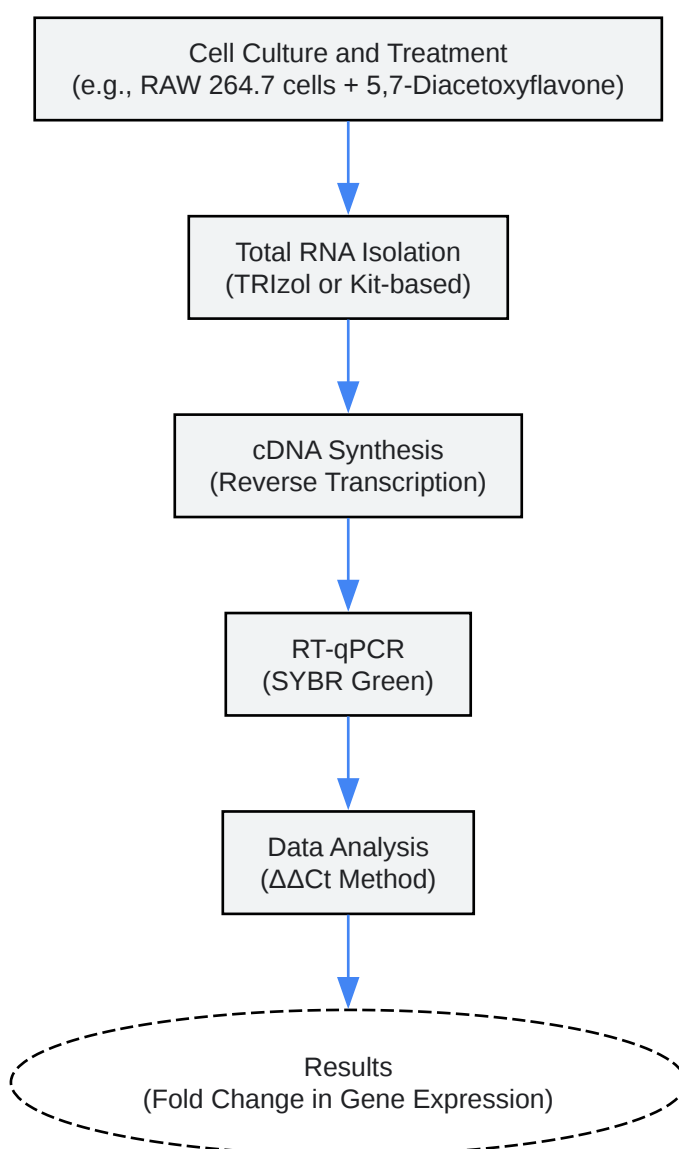 Cell Culture and Treatment
(e.g., RAW 264.7 cells + 5,7-Diacetoxyflavone)
Total RNA Isolation
(TRIzol or Kit-based)
cDNA Synthesis
(Reverse Transcription)
RT-qPCR
(SYBR Green)
Data Analysis
(ΔΔCt Method)
Results
(Fold Change in Gene Expression)